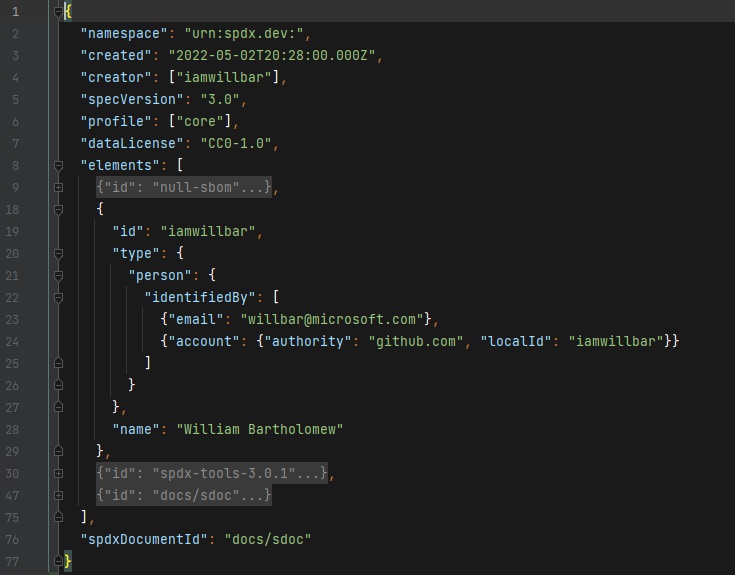 1 {
2 "namespace": "urn:spdx.dev:",
3 "created": "2022-05-02T20:28:00.000Z",
4 "creator": ["iamwillbar"],
5 "specVersion": "3.0",
6 "profile": ["core"],
7 "dataLicense": "CC0-1.0",
8 "elements": [
9 {"id": "null-sbom"...},
18 {
19 "id": "iamwillbar",
20 "type": {
21 "person": {
22 "identifiedBy": [
23 {"email": "willbar@microsoft.com"},
24 {"account": {"authority": "github.com", "localId": "iamwillbar"}}
25 ]
26 }
27 },
28 "name": "William Bartholomew"
29 },
30 {"id": "spdx-tools-3.0.1"...},
47 {"id": "docs/sdoc"...}
75 ],
76 "spdxDocumentId": "docs/sdoc"
77 }